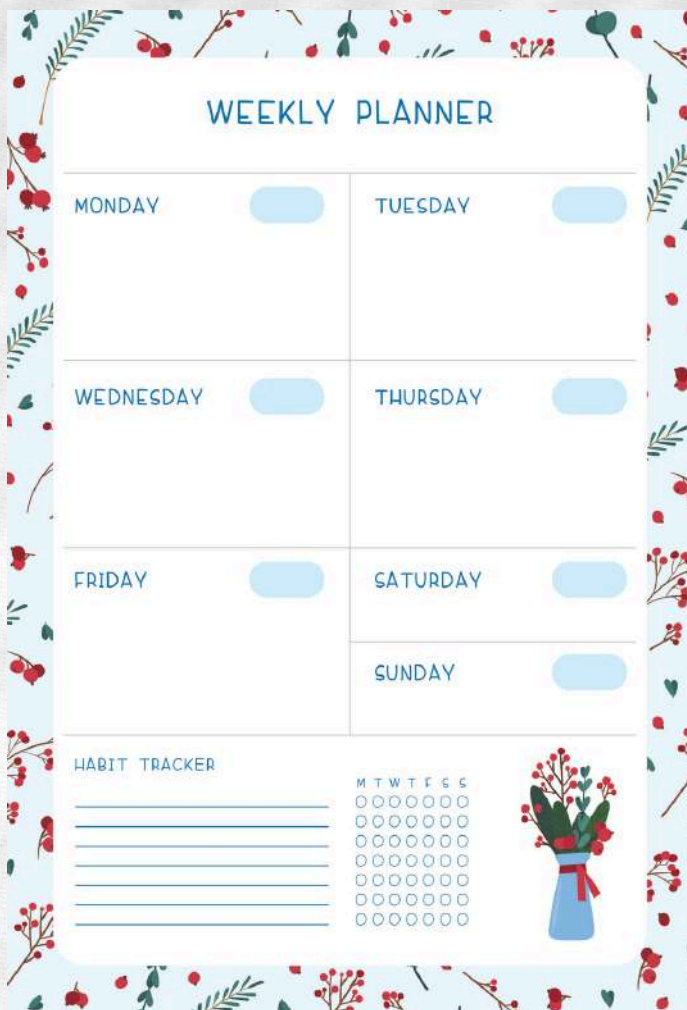 WEEKLY PLANNER
MONDAY
TUESDAY
WEDNESDAY
THURSDAY
FRIDAY
SATURDAY
SUNDAY
HABIT TRACKER
M T W T F S S